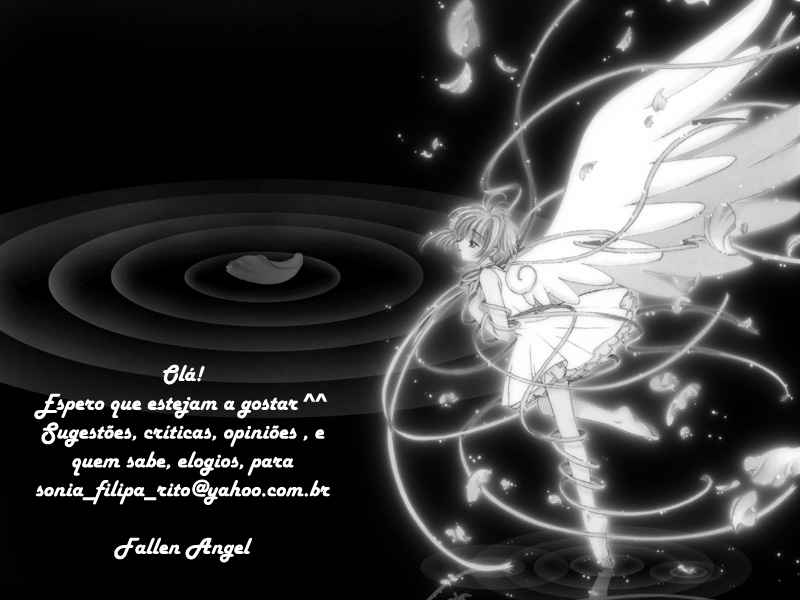 Olá!
Espero que estejam a gostar ^^
Sugestões, críticas, opiniões , e
quem sabe, elogios, para
sonia_filipa_rito@yahoo.com.br
Fallen Angel